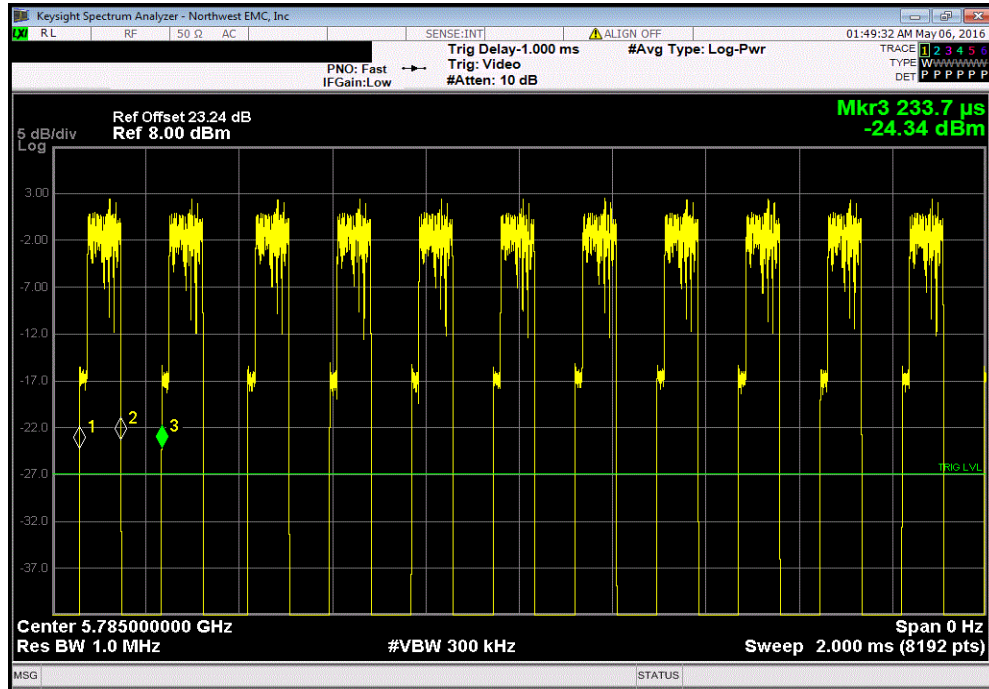 Keysight Spectrum Analyzer - Northwest EMC, Inc
LXI RL RF 50 Ω AC SENSE:INT ALIGN OFF 01:49:32 AM May 06, 2016
PNO: Fast
IFGain:Low
Trig Delay-1.000 ms
Trig: Video
#Atten: 10 dB
#Avg Type: Log-Pwr
TRACE 1 2 3 4 5 6
TYPE WWWWWW
DET P P P P P P
Mkr3 233.7 µs
-24.34 dBm
Ref Offset 23.24 dB
5 dB/div Ref 8.00 dBm
Log
3.00
-2.00
-7.00
-12.0
-17.0
-22.0
1 2 3
-27.0
TRIG LVL
-32.0
-37.0
Center 5.785000000 GHz Span 0 Hz
Res BW 1.0 MHz #VBW 300 kHz Sweep 2.000 ms (8192 pts)
MSG STATUS